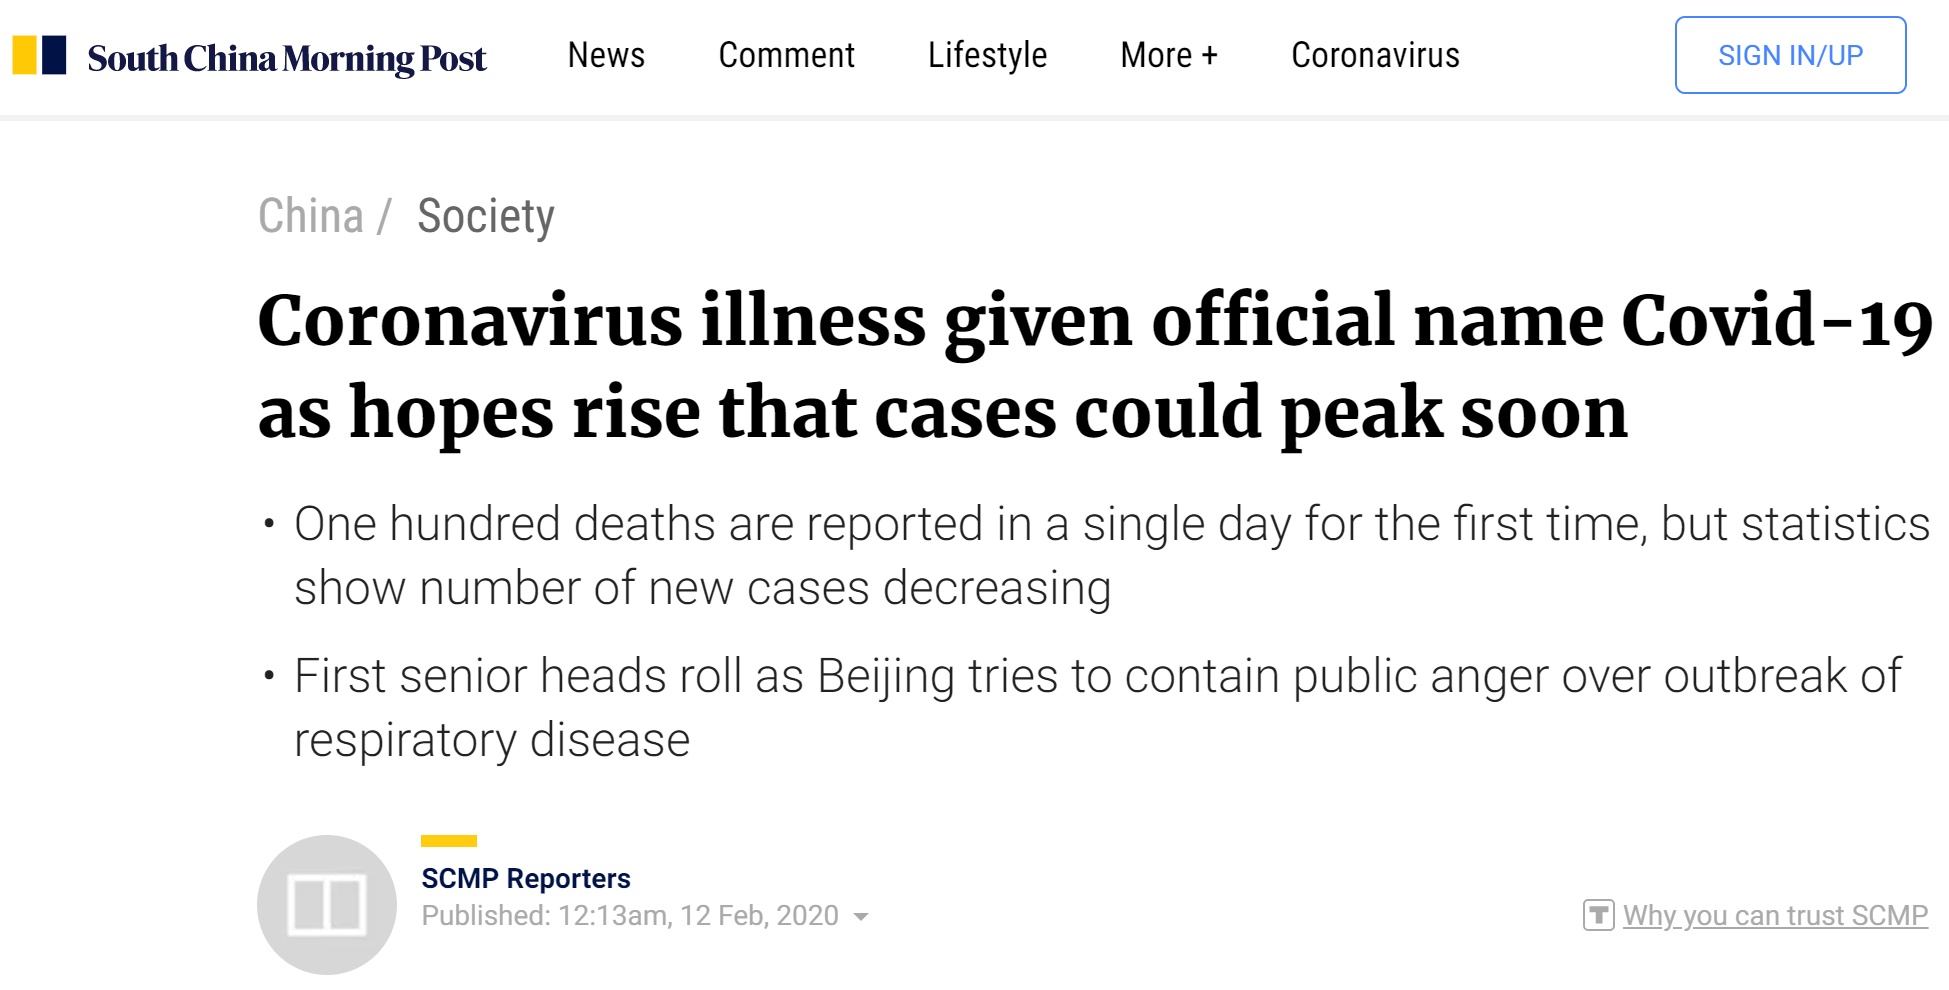 South China Morning Post News Comment Lifestyle More + Coronavirus SIGN IN/UP
China / Society
Coronavirus illness given official name Covid-19
as hopes rise that cases could peak soon
• One hundred deaths are reported in a single day for the first time, but statistics
show number of new cases decreasing
• First senior heads roll as Beijing tries to contain public anger over outbreak of
respiratory disease
SCMP Reporters
Published: 12:13am, 12 Feb, 2020
T Why you can trust SCMP